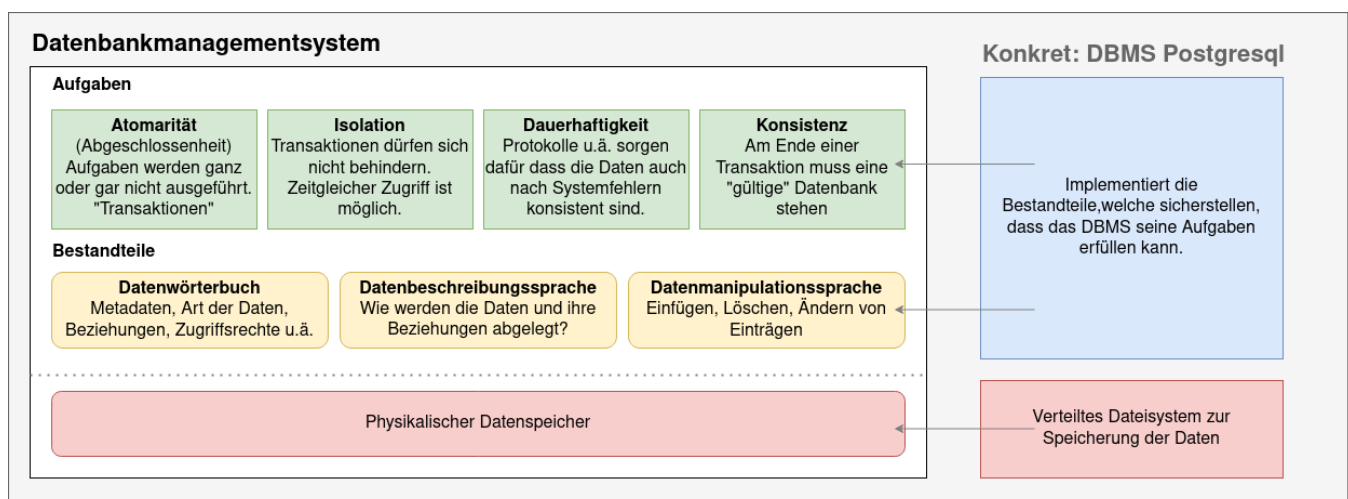 Datenbankmanagementsystem
Konkret: DBMS Postgresql
Aufgaben
Atomarität
(Abgeschlossenheit)
Aufgaben werden ganz
oder gar nicht ausgeführt.
"Transaktionen"
Isolation
Transaktionen dürfen sich
nicht behindern.
Zeitgleicher Zugriff ist
möglich.
Dauerhaftigkeit
Protokolle u.ä. sorgen
dafür dass die Daten auch
nach Systemfehlern
konsistent sind.
Konsistenz
Am Ende einer
Transaktion muss eine
"gültige" Datenbank
stehen
Implementiert die
Bestandteile,welche sicherstellen,
dass das DBMS seine Aufgaben
erfüllen kann.
Bestandteile
Datenwörterbuch
Metadaten, Art der Daten,
Beziehungen, Zugriffsrechte u.ä.
Datenbeschreibungssprache
Wie werden die Daten und ihre
Beziehungen abgelegt?
Datenmanipulationssprache
Einfügen, Löschen, Ändern von
Einträgen
Physikalischer Datenspeicher
Verteiltes Dateisystem zur
Speicherung der Daten